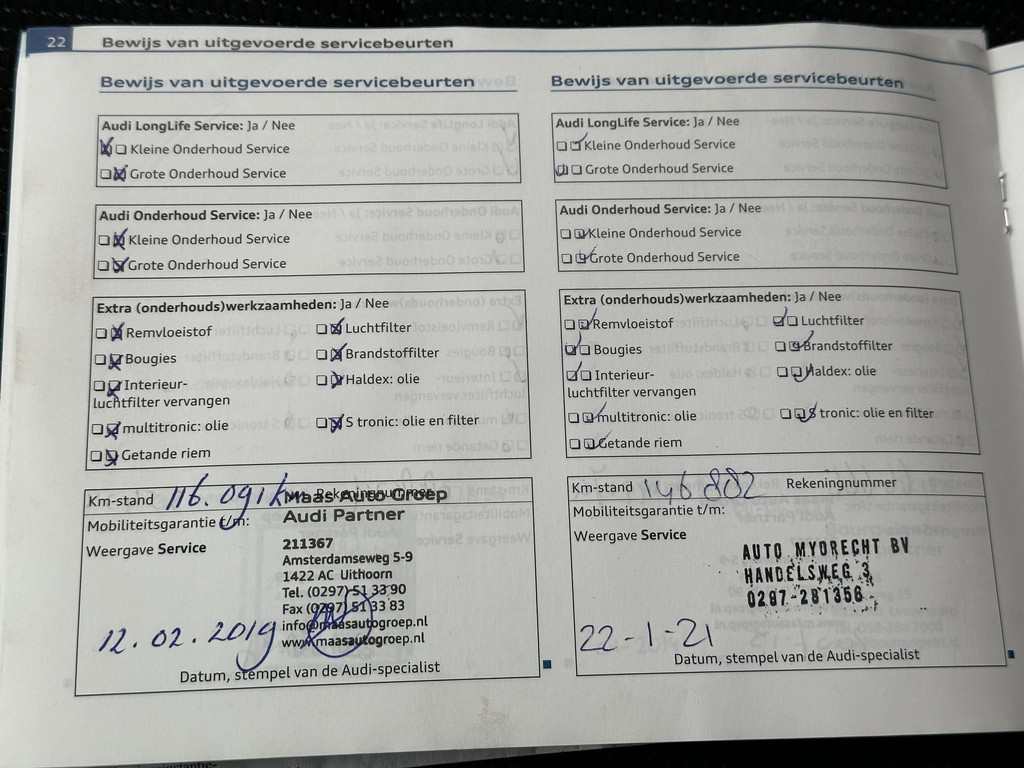 22 Bewijs van uitgevoerde servicebeurten
Bewijs van uitgevoerde servicebeurten
Audi LongLife Service: Ja / Nee
Kleine Onderhoud Service
Grote Onderhoud Service
Audi Onderhoud Service: Ja / Nee
Kleine Onderhoud Service
Grote Onderhoud Service
Extra (onderhouds)werkzaamheden: Ja / Nee
Remvloeistof Luchtfilter
Bougies Brandstoffilter
Interieur- Haldex: olie
luchtfilter vervangen
multitronic: olie S tronic: olie en filter
Getande riem
Km-stand 116.091 km Rekeningnummer
Maas Auto Groep
Mobiliteitsgarantie t/m: Audi Partner
Weergave Service
211367
Amsterdamseweg 5-9
1422 AC Uithoorn
Tel. (0297) 51 33 90
Fax (0297) 51 33 83
info@maasautogroep.nl
www.maasautogroep.nl
12.02.2019
Datum, stempel van de Audi-specialist
Bewijs van uitgevoerde servicebeurten
Audi LongLife Service: Ja / Nee
Kleine Onderhoud Service
Grote Onderhoud Service
Audi Onderhoud Service: Ja / Nee
Kleine Onderhoud Service
Grote Onderhoud Service
Extra (onderhouds)werkzaamheden: Ja / Nee
Remvloeistof Luchtfilter
Bougies Brandstoffilter
Interieur- Haldex: olie
luchtfilter vervangen
multitronic: olie S tronic: olie en filter
Getande riem
Km-stand 146 882 Rekeningnummer
Mobiliteitsgarantie t/m:
Weergave Service
AUTO MYDRECHT BV
HANDELSWEG 3
0297-281356
22-1-21
Datum, stempel van de Audi-specialist